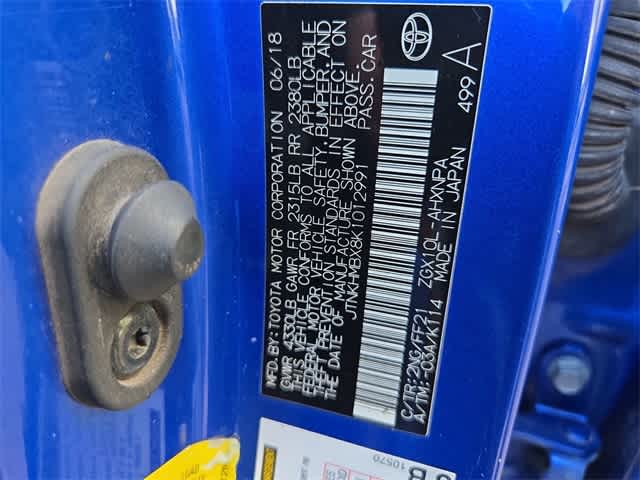 MFD.BY:TOYOTA MOTOR CORPORATION 06/18
GVWR 4330LB GAWR FR 2315LB RR 2380LB
THIS VEHICLE CONFORMS TO ALL APPLICABLE
FEDERAL MOTOR VEHICLE SAFETY, BUMPER, AND
THEFT PREVENTION STANDARDS IN EFFECT ON
THE DATE OF MANUFACTURE SHOWN ABOVE.
JTNKHMBX8K1012991 PASS.CAR
C/TR:2NG/FF21 ZGX10L-AHXNPA
A/TM:-03A/K114 MADE IN JAPAN
499 A
10570